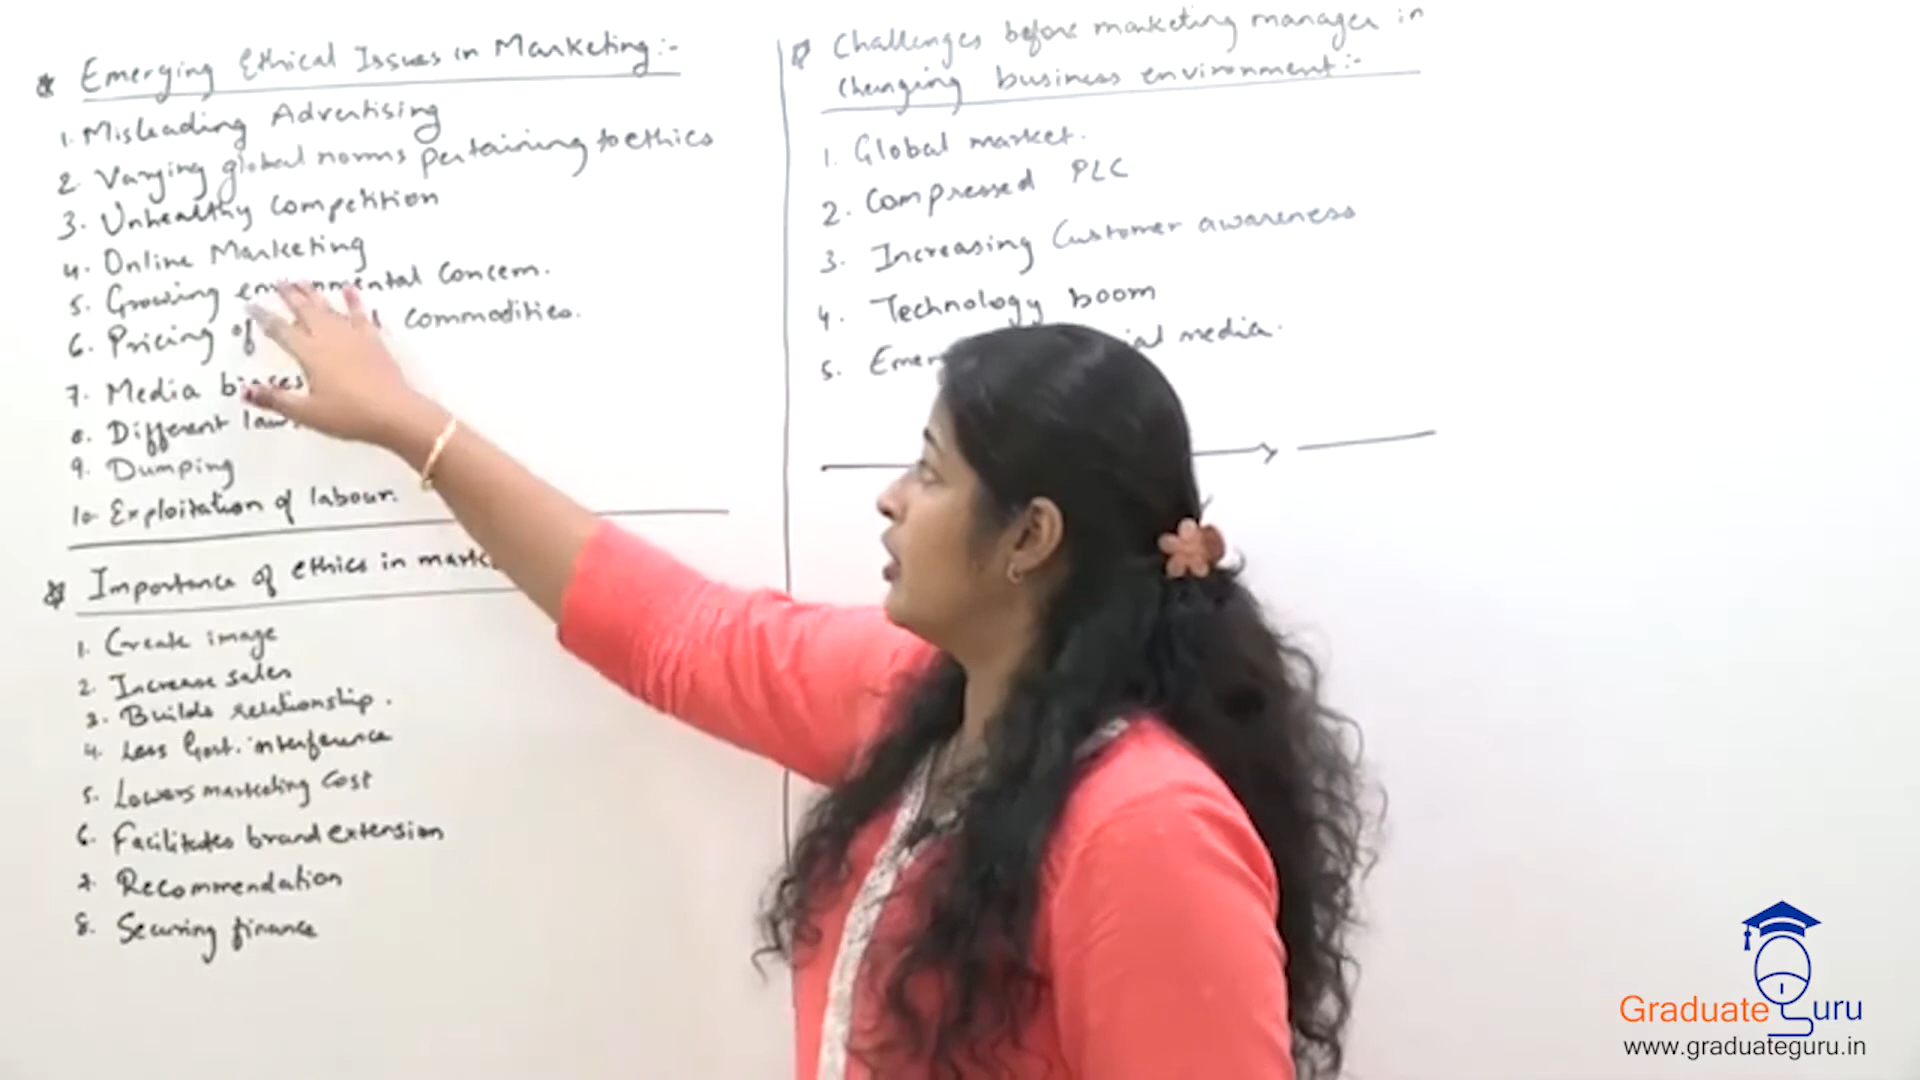 Emerging Ethical Issues in Marketing:-
1. Misleading Advertising
2. Varying global norms pertaining to ethics
3. Unhealthy competition
4. Online Marketing
5. Growing environmental concern.
6. Pricing of commodities.
7. Media biases
8. Different laws
9. Dumping
10. Exploitation of labour.
Importance of ethics in
1. Create image
2. Increase sales
3. Builds relationship.
4. Less Govt. interference
5. Lowers marketing cost
6. Facilitates brand extension
7. Recommendation
8. Securing finance
Challenges before marketing manager in
changing business environment:-
1. Global market.
2. Compressed PLC
3. Increasing Customer awareness
4. Technology boom
5. media.
GraduateGuru
www.graduateguru.in